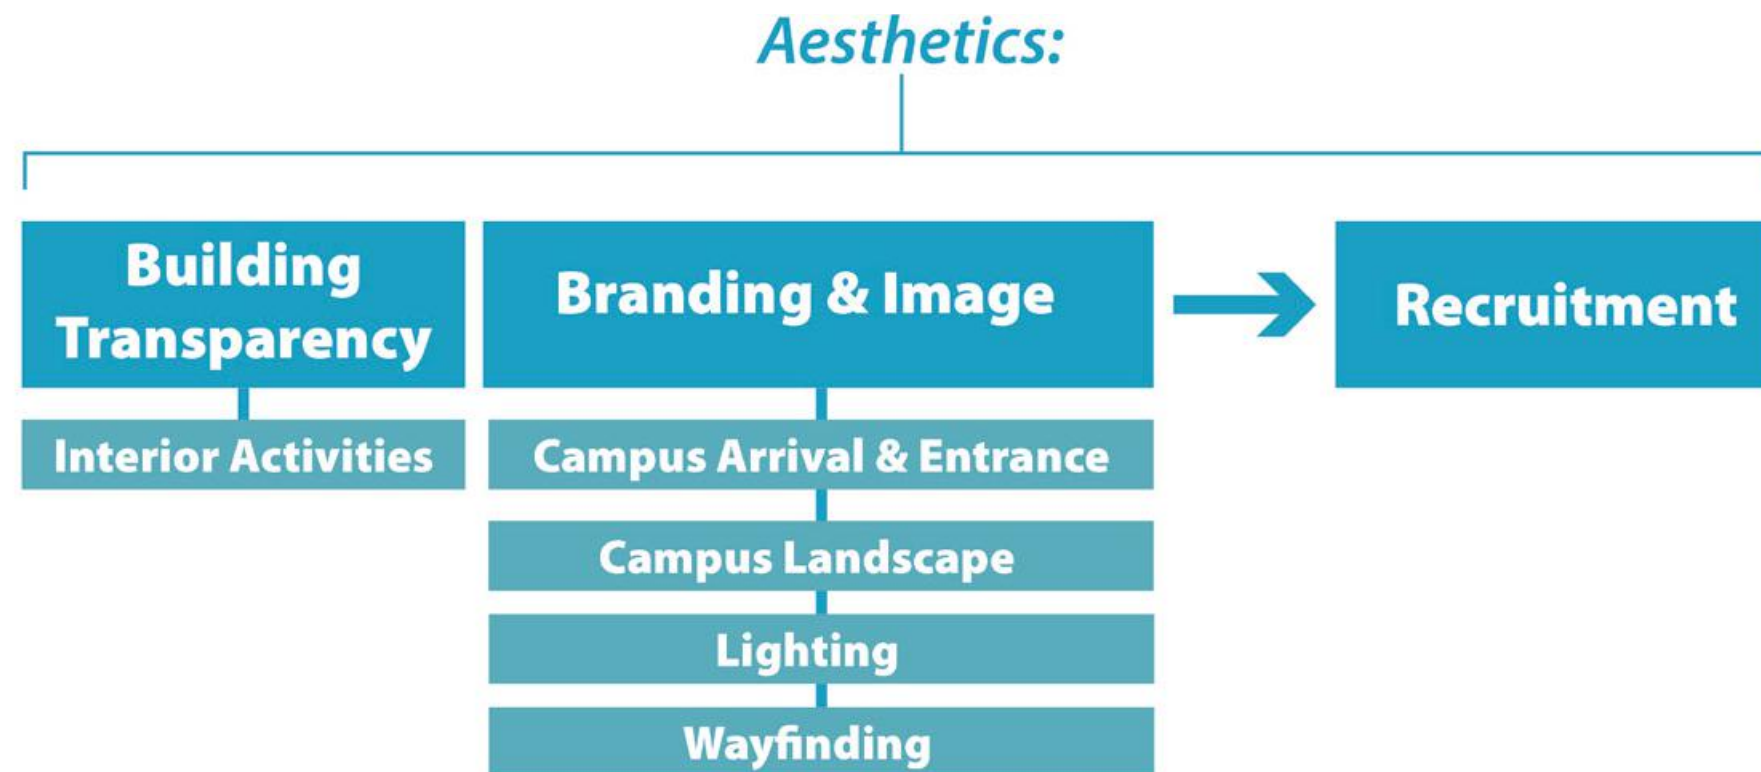 Aesthetics:
Building
Transparency
Interior Activities
Branding & Image
Campus Arrival & Entrance
Campus Landscape
Lighting
Wayfinding
Recruitment